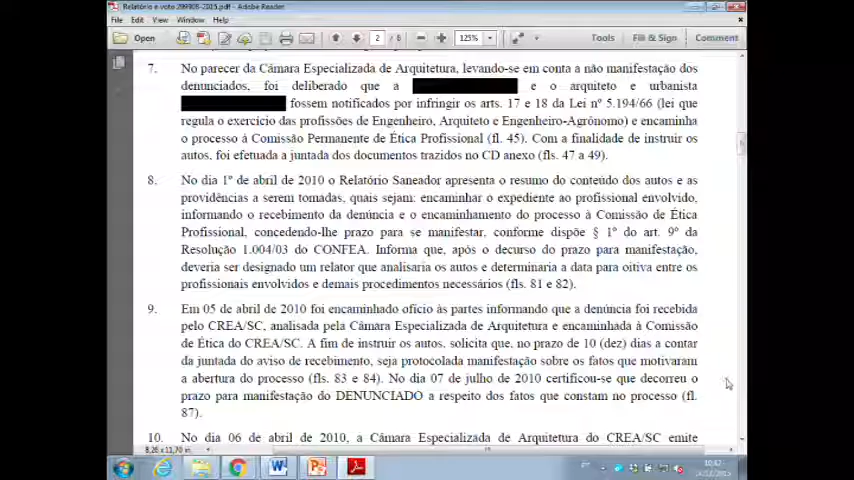 Relatório e voto 289908-2015.pdf - Adobe Reader
File Edit View Window Help
Open 2 / 8 125% Tools Fill & Sign Comment
7. No parecer da Câmara Especializada de Arquitetura, levando-se em conta a não manifestação dos
denunciados, foi deliberado que a e o arquiteto e urbanista
fossem notificados por infringir os arts. 17 e 18 da Lei nº 5.194/66 (lei que
regula o exercício das profissões de Engenheiro, Arquiteto e Engenheiro-Agrônomo) e encaminha
o processo à Comissão Permanente de Ética Profissional (fl. 45). Com a finalidade de instruir os
autos, foi efetuada a juntada dos documentos trazidos no CD anexo (fls. 47 a 49).
8. No dia 1º de abril de 2010 o Relatório Saneador apresenta o resumo do conteúdo dos autos e as
providências a serem tomadas, quais sejam: encaminhar o expediente ao profissional envolvido,
informando o recebimento da denúncia e o encaminhamento do processo à Comissão de Ética
Profissional, concedendo-lhe prazo para se manifestar, conforme dispõe § 1º do art. 9º da
Resolução 1.004/03 do CONFEA. Informa que, após o decurso do prazo para manifestação,
deveria ser designado um relator que analisaria os autos e determinaria a data para oitiva entre os
profissionais envolvidos e demais procedimentos necessários (fls. 81 e 82).
9. Em 05 de abril de 2010 foi encaminhado ofício às partes informando que a denúncia foi recebida
pelo CREA/SC, analisada pela Câmara Especializada de Arquitetura e encaminhada à Comissão
de Ética do CREA/SC. A fim de instruir os autos, solicita que, no prazo de 10 (dez) dias a contar
da juntada do aviso de recebimento, seja protocolada manifestação sobre os fatos que motivaram
a abertura do processo (fls. 83 e 84). No dia 07 de julho de 2010 certificou-se que decorreu o
prazo para manifestação do DENUNCIADO a respeito dos fatos que constam no processo (fl.
87).
10. No dia 06 de abril de 2010, a Câmara Especializada de Arquitetura do CREA/SC emite
8,26 x 11,70 in